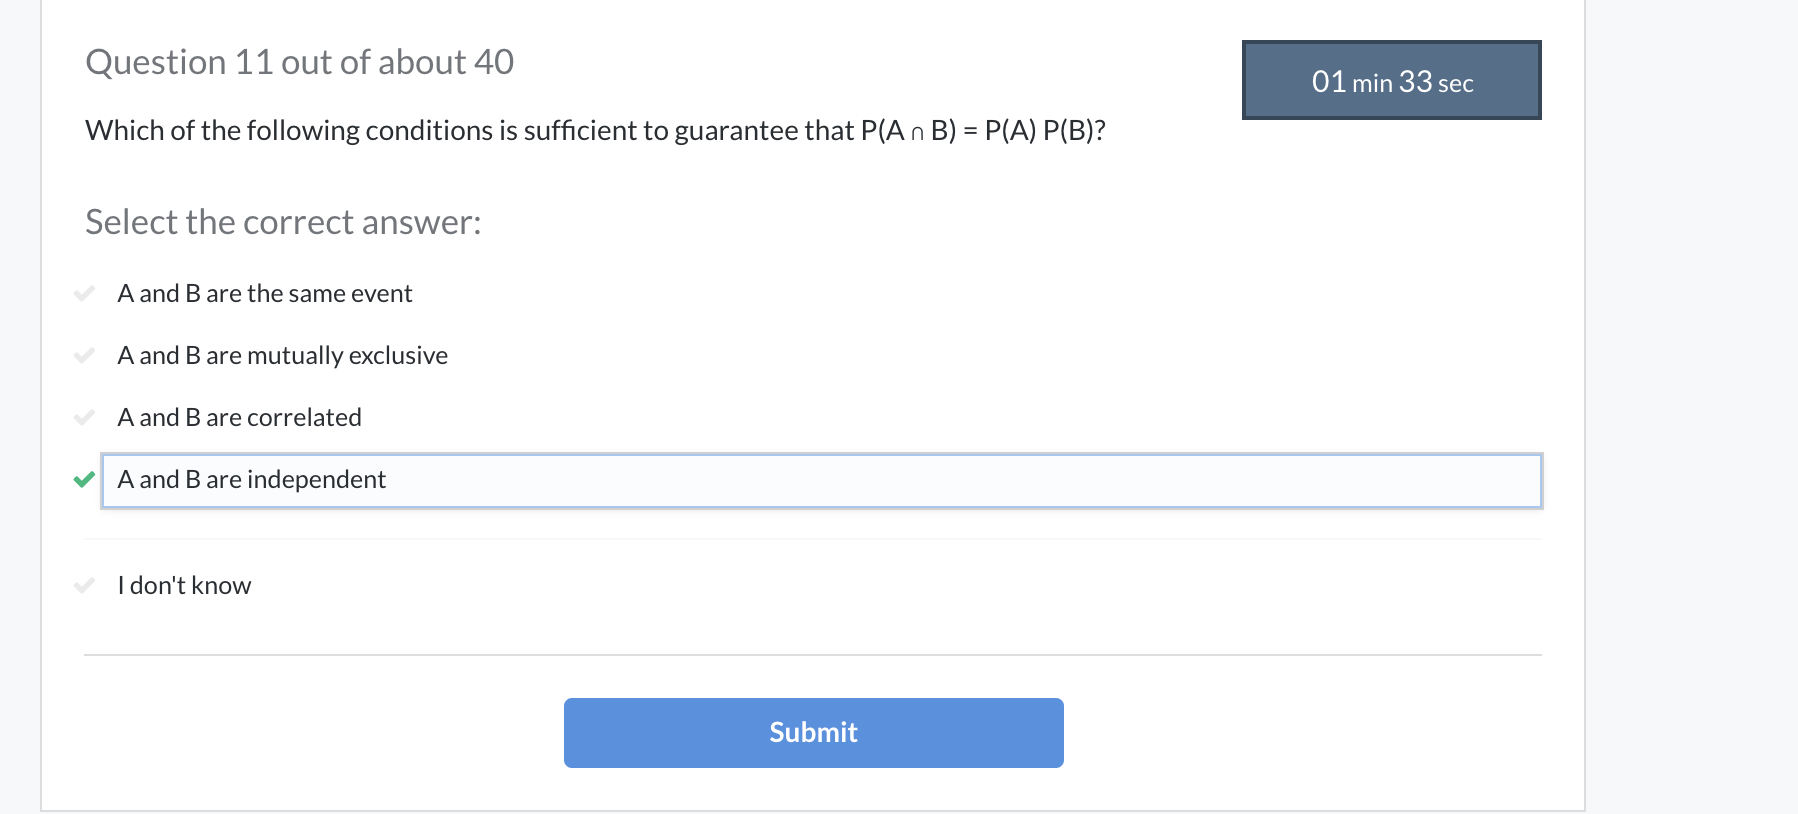 Question 11 out of about 40
01 min 33 sec
Which of the following conditions is sufficient to guarantee that P(A ∩ B) = P(A) P(B)?
Select the correct answer:
A and B are the same event
A and B are mutually exclusive
A and B are correlated
A and B are independent
I don't know
Submit